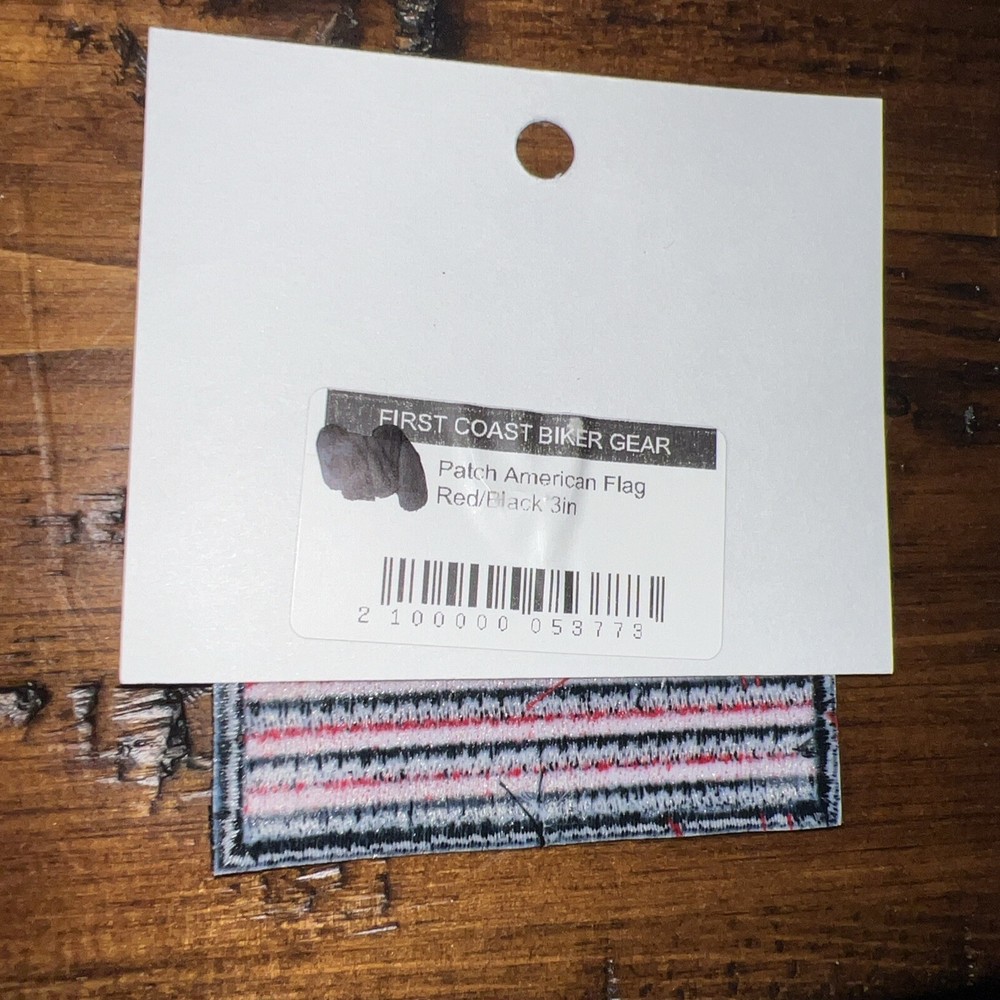 FIRST COAST BIKER GEAR
Patch American Flag
Red/Black 3in
2 100000 053773